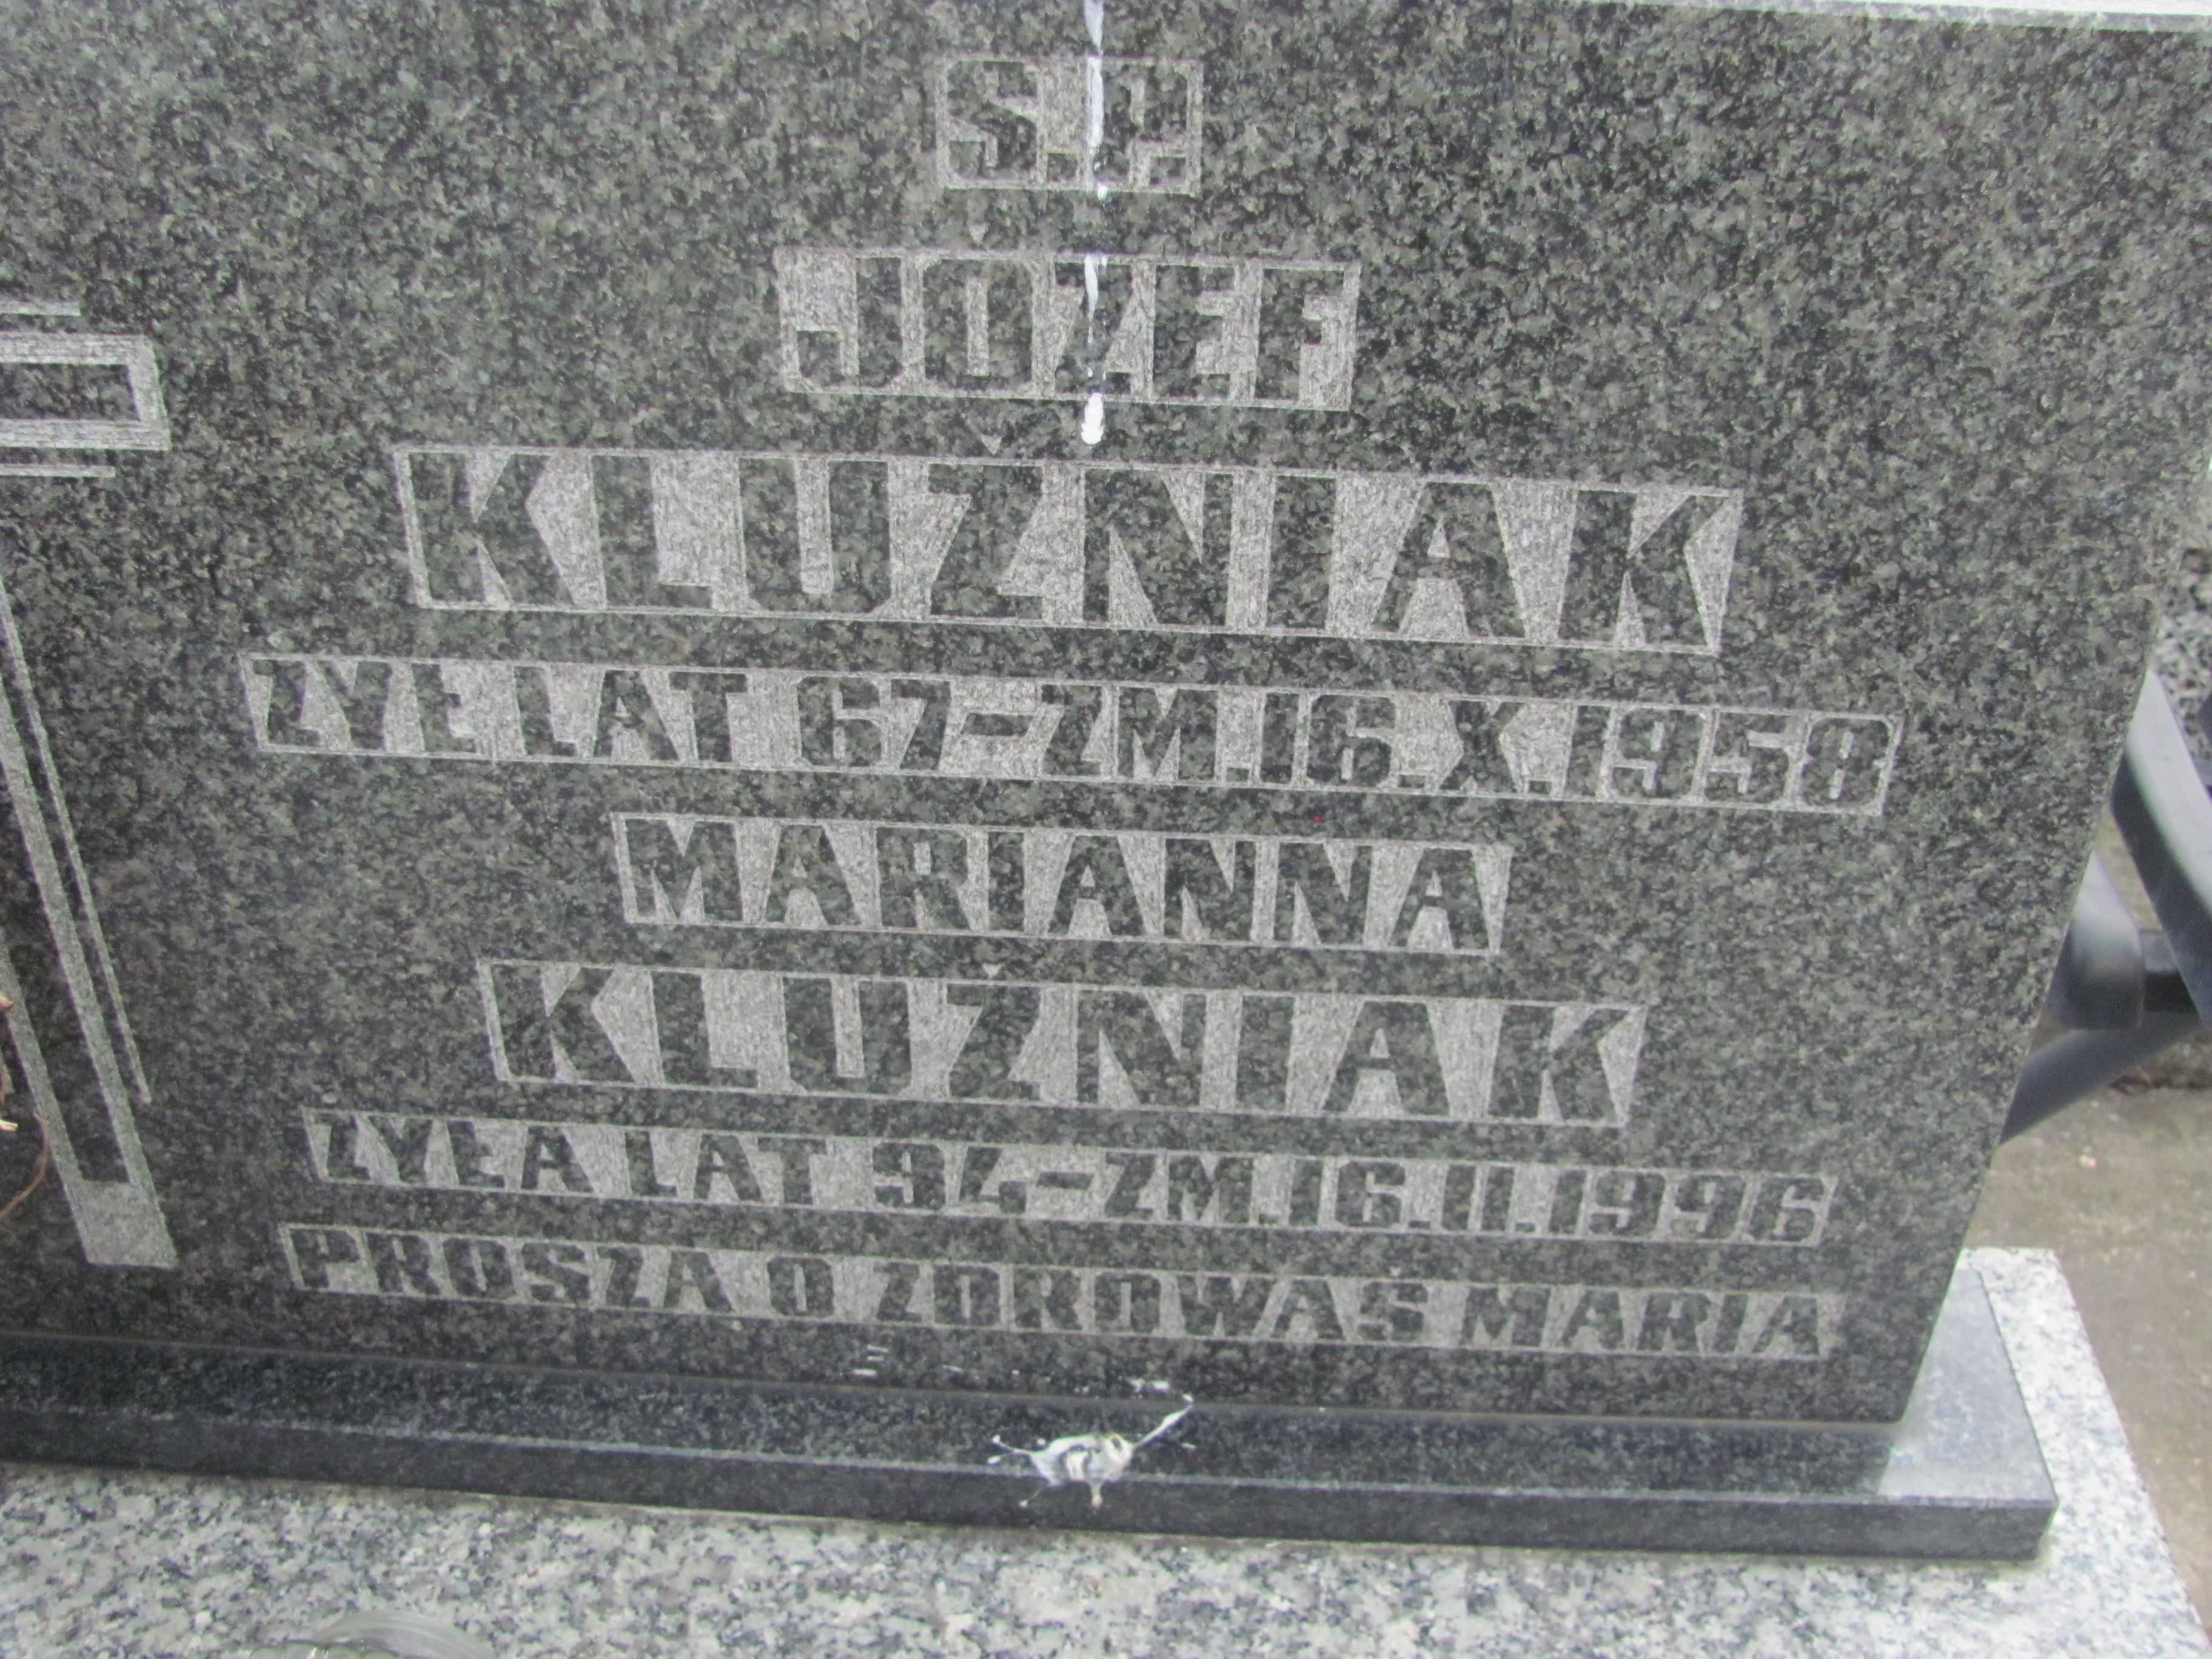 Ś.P.
JÓZEF
KLUŹNIAK
ŻYŁ LAT 67-ZM.16.X.1958
MARIANNA
KLUŹNIAK
ŻYŁA LAT 94-ZM.16.II.1996
PROSZĄ O ZDROWAŚ MARIA